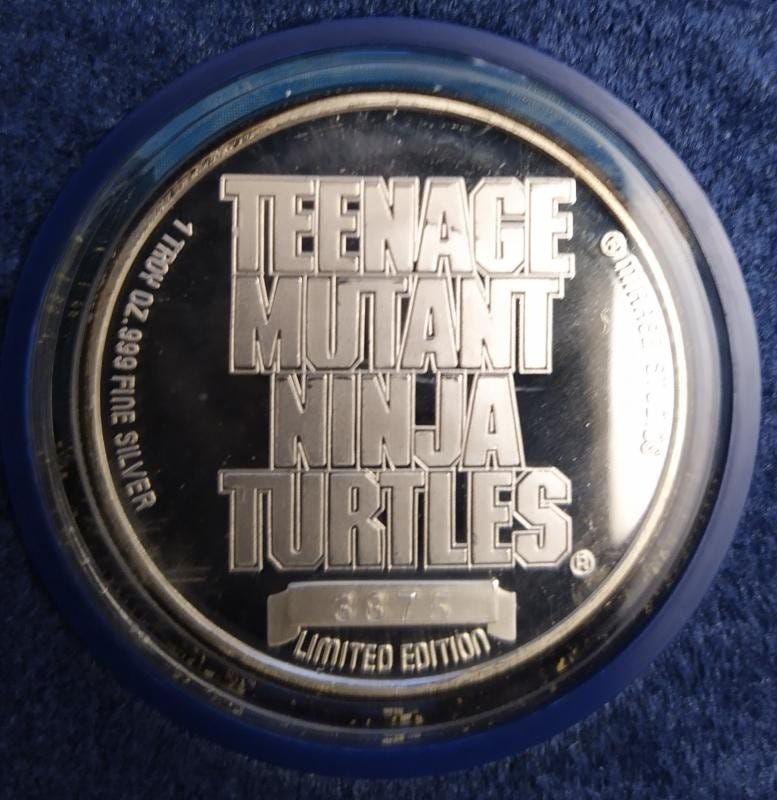 TEENAGE
MUTANT
NINJA
TURTLES
®
LIMITED EDITION
1 TROY OZ .999 FINE SILVER
©